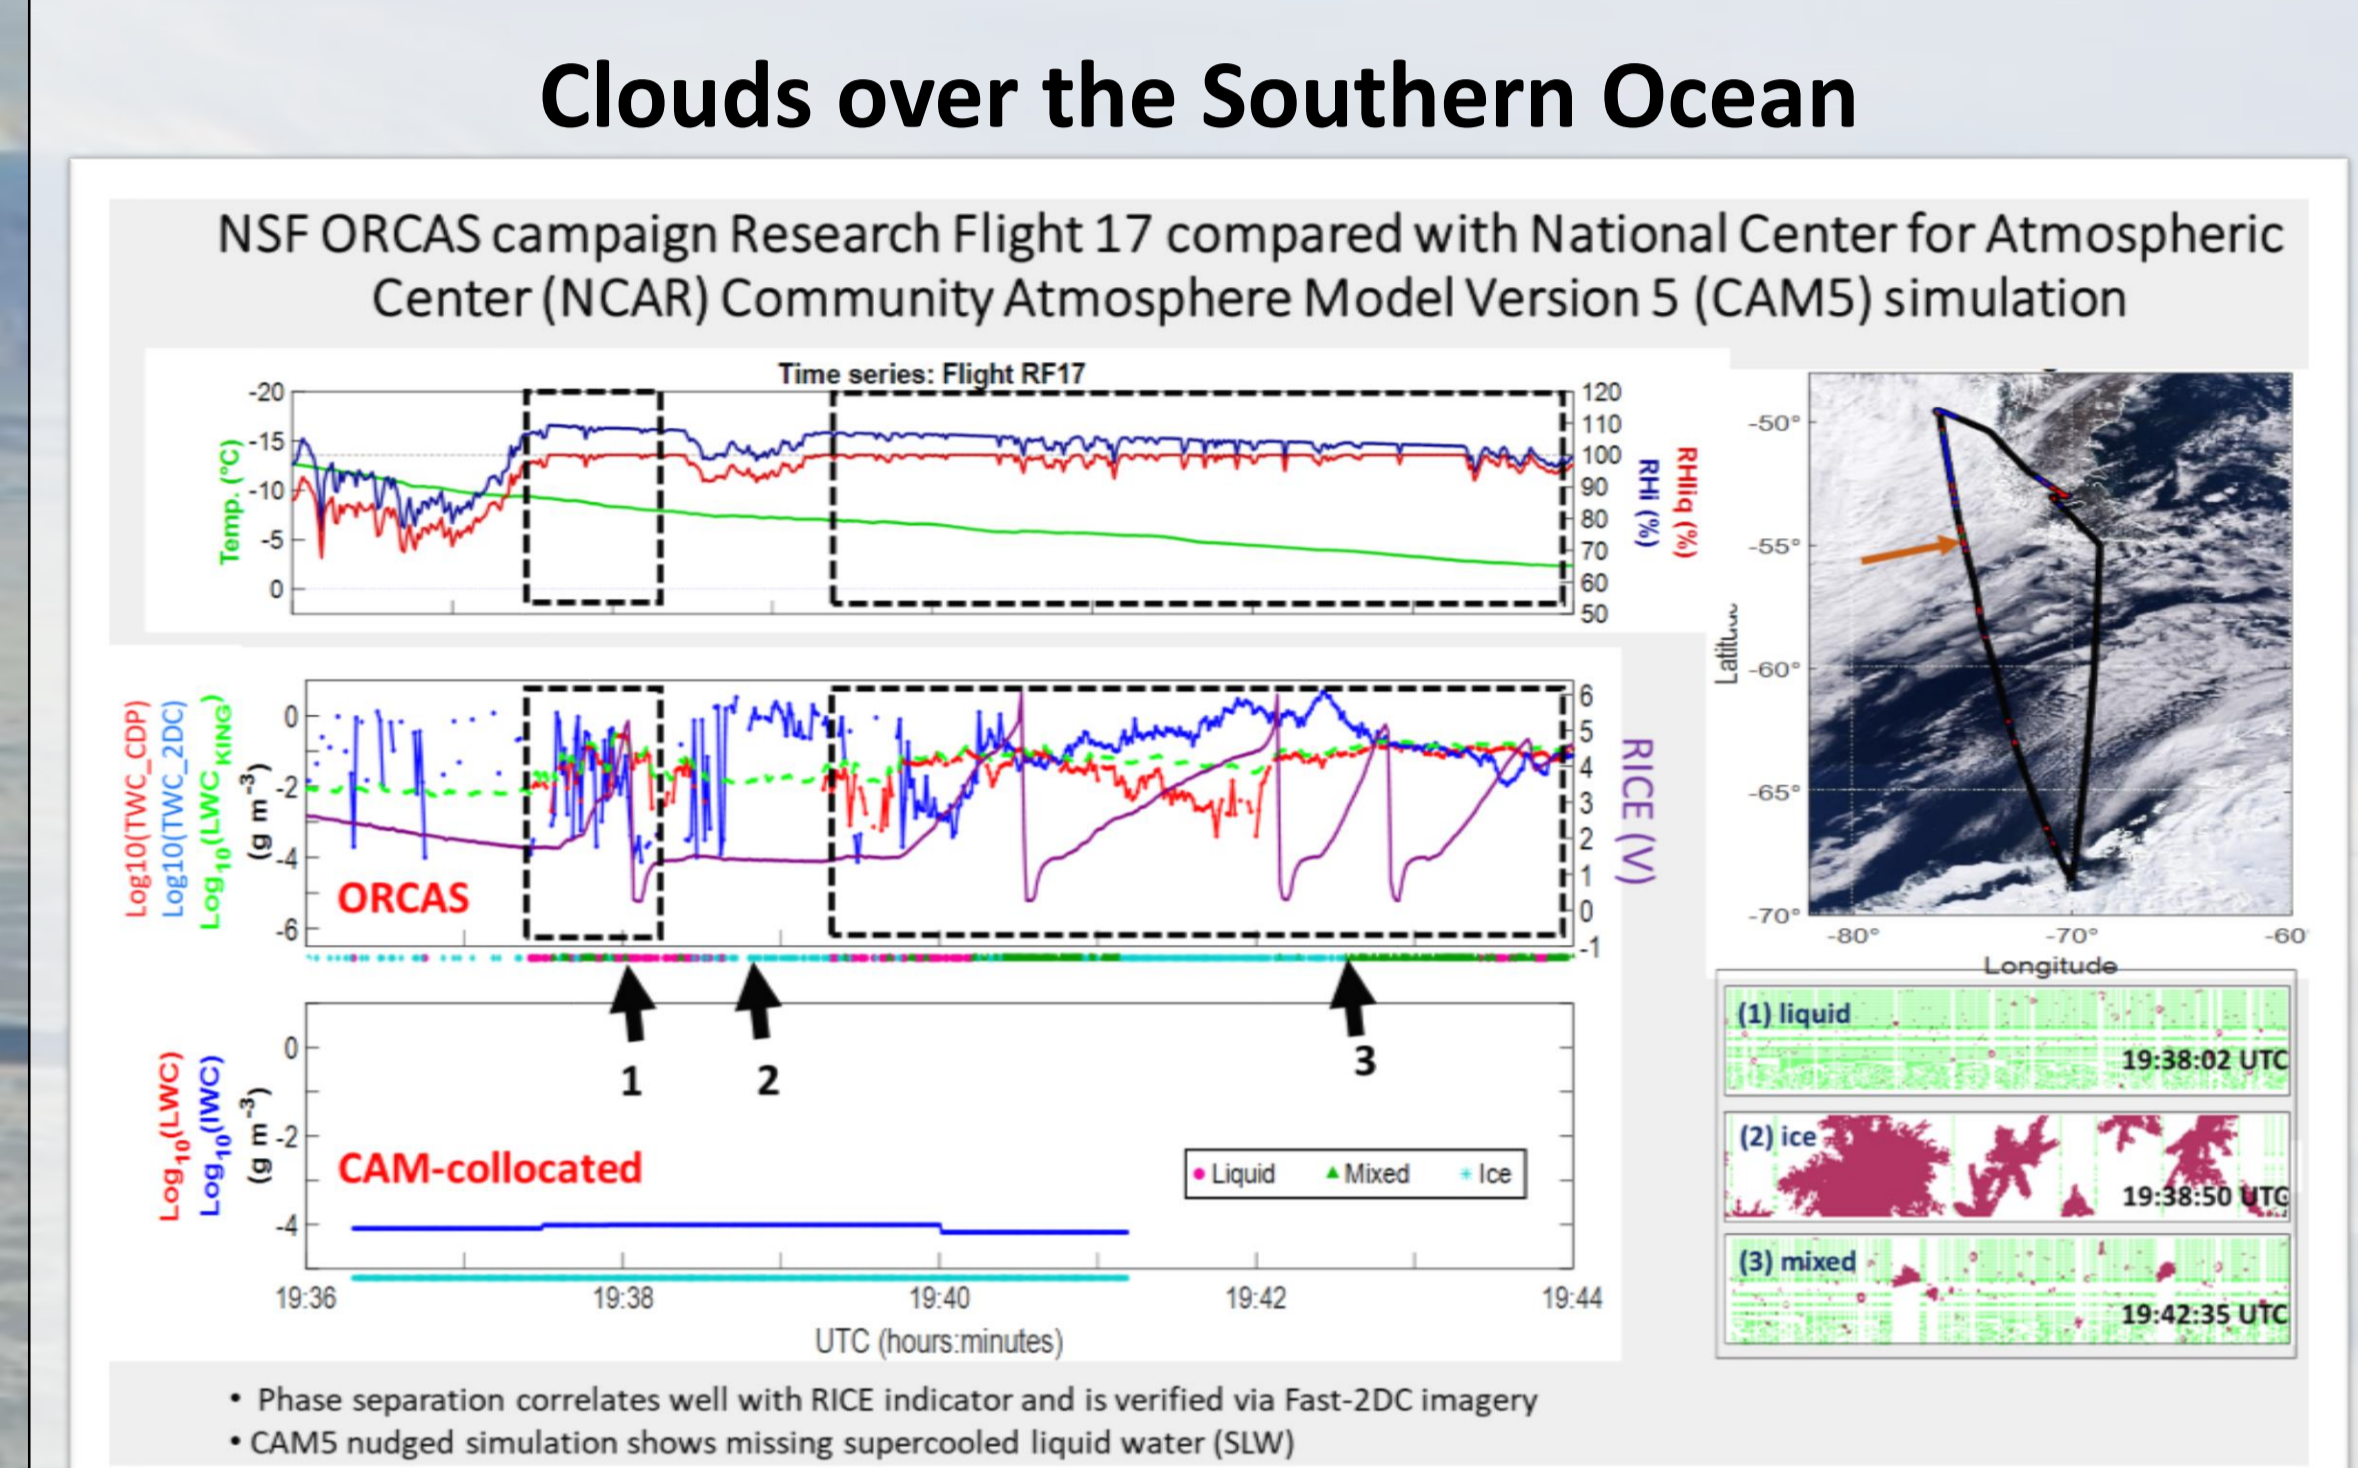 Clouds over the Southern Ocean
NSF ORCAS campaign Research Flight 17 compared with National Center for Atmospheric
Center (NCAR) Community Atmosphere Model Version 5 (CAM5) simulation
Time series: Flight RF17
Temp. (°C)
-20
-15
-10
-5
0
120
110
100
90
80
70
60
50
RHi (%)
RHliq (%)
Log10(TWC_CDP)
Log10(TWC_2DC)
Log10(LWC KING)
(g m-3)
0
-2
-4
-6
ORCAS
6
5
4
3
2
1
0
-1
RICE (V)
1
2
3
Log10(LWC)
Log10(IWC)
(g m-3)
0
-2
-4
CAM-collocated
Liquid Mixed Ice
19:36 19:38 19:40 19:42 19:44
UTC (hours:minutes)
Latitude
-50°
-55°
-60°
-65°
-70°
-80° -70° -60
Longitude
(1) liquid
19:38:02 UTC
(2) ice
19:38:50 UTC
(3) mixed
19:42:35 UTC
• Phase separation correlates well with RICE indicator and is verified via Fast-2DC imagery
• CAM5 nudged simulation shows missing supercooled liquid water (SLW)